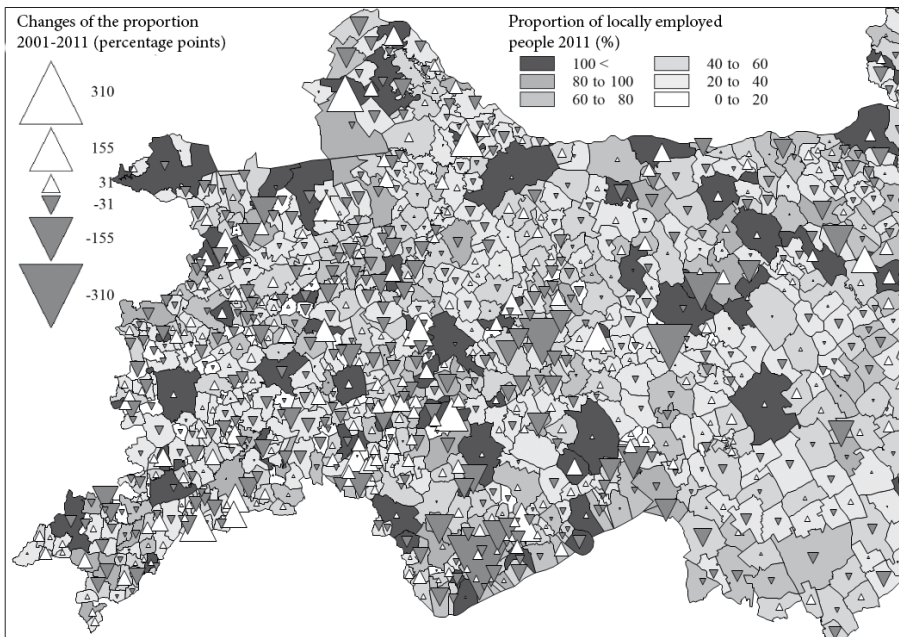 Changes of the proportion
2001-2011 (percentage points)
310
155
31
-31
-155
-310
Proportion of locally employed
people 2011 (%)
100 <
80 to 100
60 to 80
40 to 60
20 to 40
0 to 20